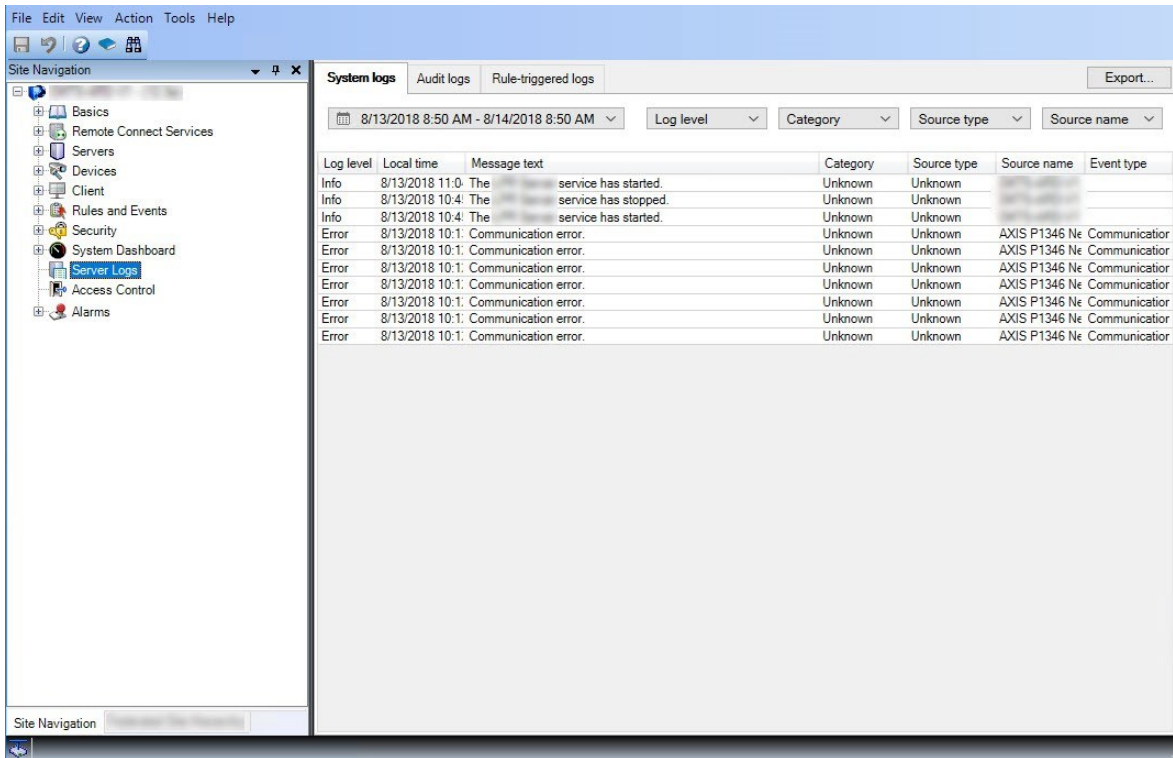 File Edit View Action Tools Help
Site Navigation
Basics
Remote Connect Services
Servers
Devices
Client
Rules and Events
Security
System Dashboard
Server Logs
Access Control
Alarms
Site Navigation
System logs Audit logs Rule-triggered logs Export...
8/13/2018 8:50 AM - 8/14/2018 8:50 AM Log level Category Source type Source name
Log level Local time Message text Category Source type Source name Event type
Info 8/13/2018 11:0 The service has started. Unknown Unknown
Info 8/13/2018 10:4 The service has stopped. Unknown Unknown
Info 8/13/2018 10:4 The service has started. Unknown Unknown
Error 8/13/2018 10:1 Communication error. Unknown Unknown AXIS P1346 Ne Communication
Error 8/13/2018 10:1 Communication error. Unknown Unknown AXIS P1346 Ne Communication
Error 8/13/2018 10:1 Communication error. Unknown Unknown AXIS P1346 Ne Communication
Error 8/13/2018 10:1 Communication error. Unknown Unknown AXIS P1346 Ne Communication
Error 8/13/2018 10:1 Communication error. Unknown Unknown AXIS P1346 Ne Communication
Error 8/13/2018 10:1 Communication error. Unknown Unknown AXIS P1346 Ne Communication
Error 8/13/2018 10:1 Communication error. Unknown Unknown AXIS P1346 Ne Communication